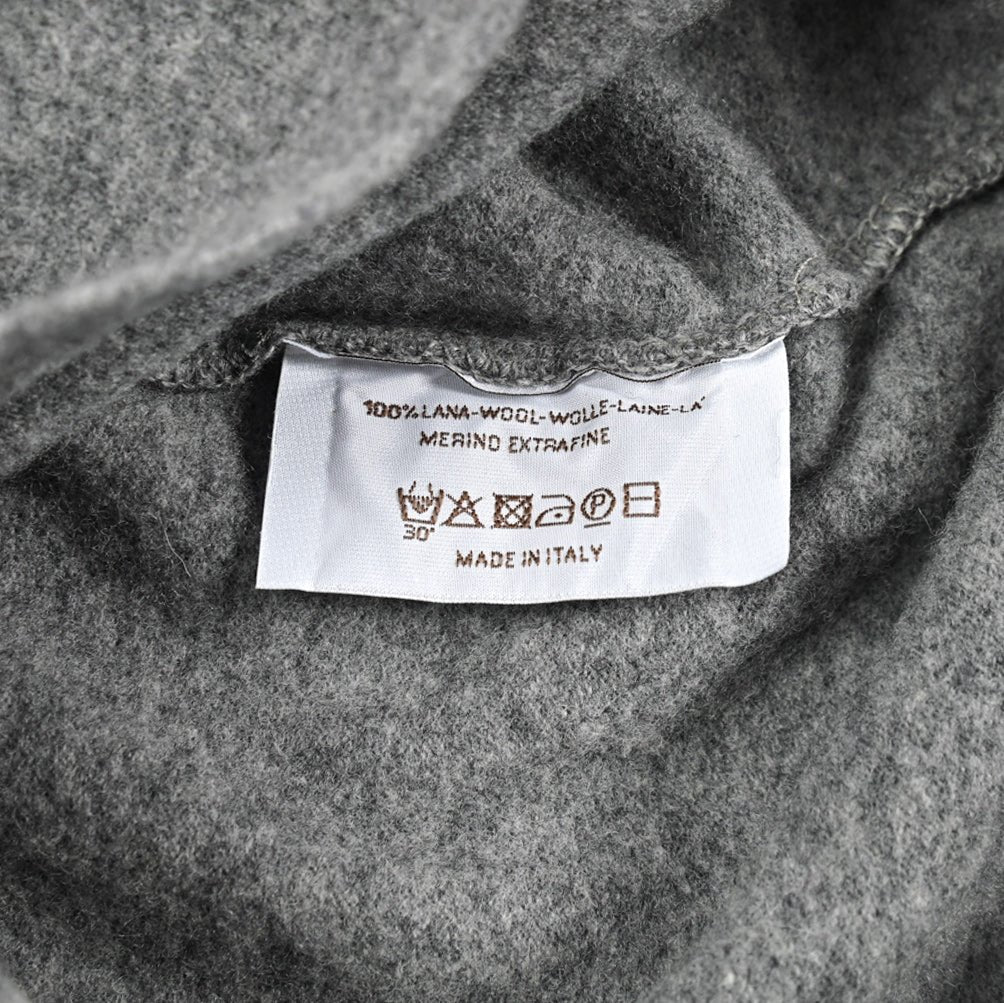 100% LANA-WOOL-WOLLE-LAINE-LA'
MERINO EXTRAFINE
P
30°
MADE IN ITALY